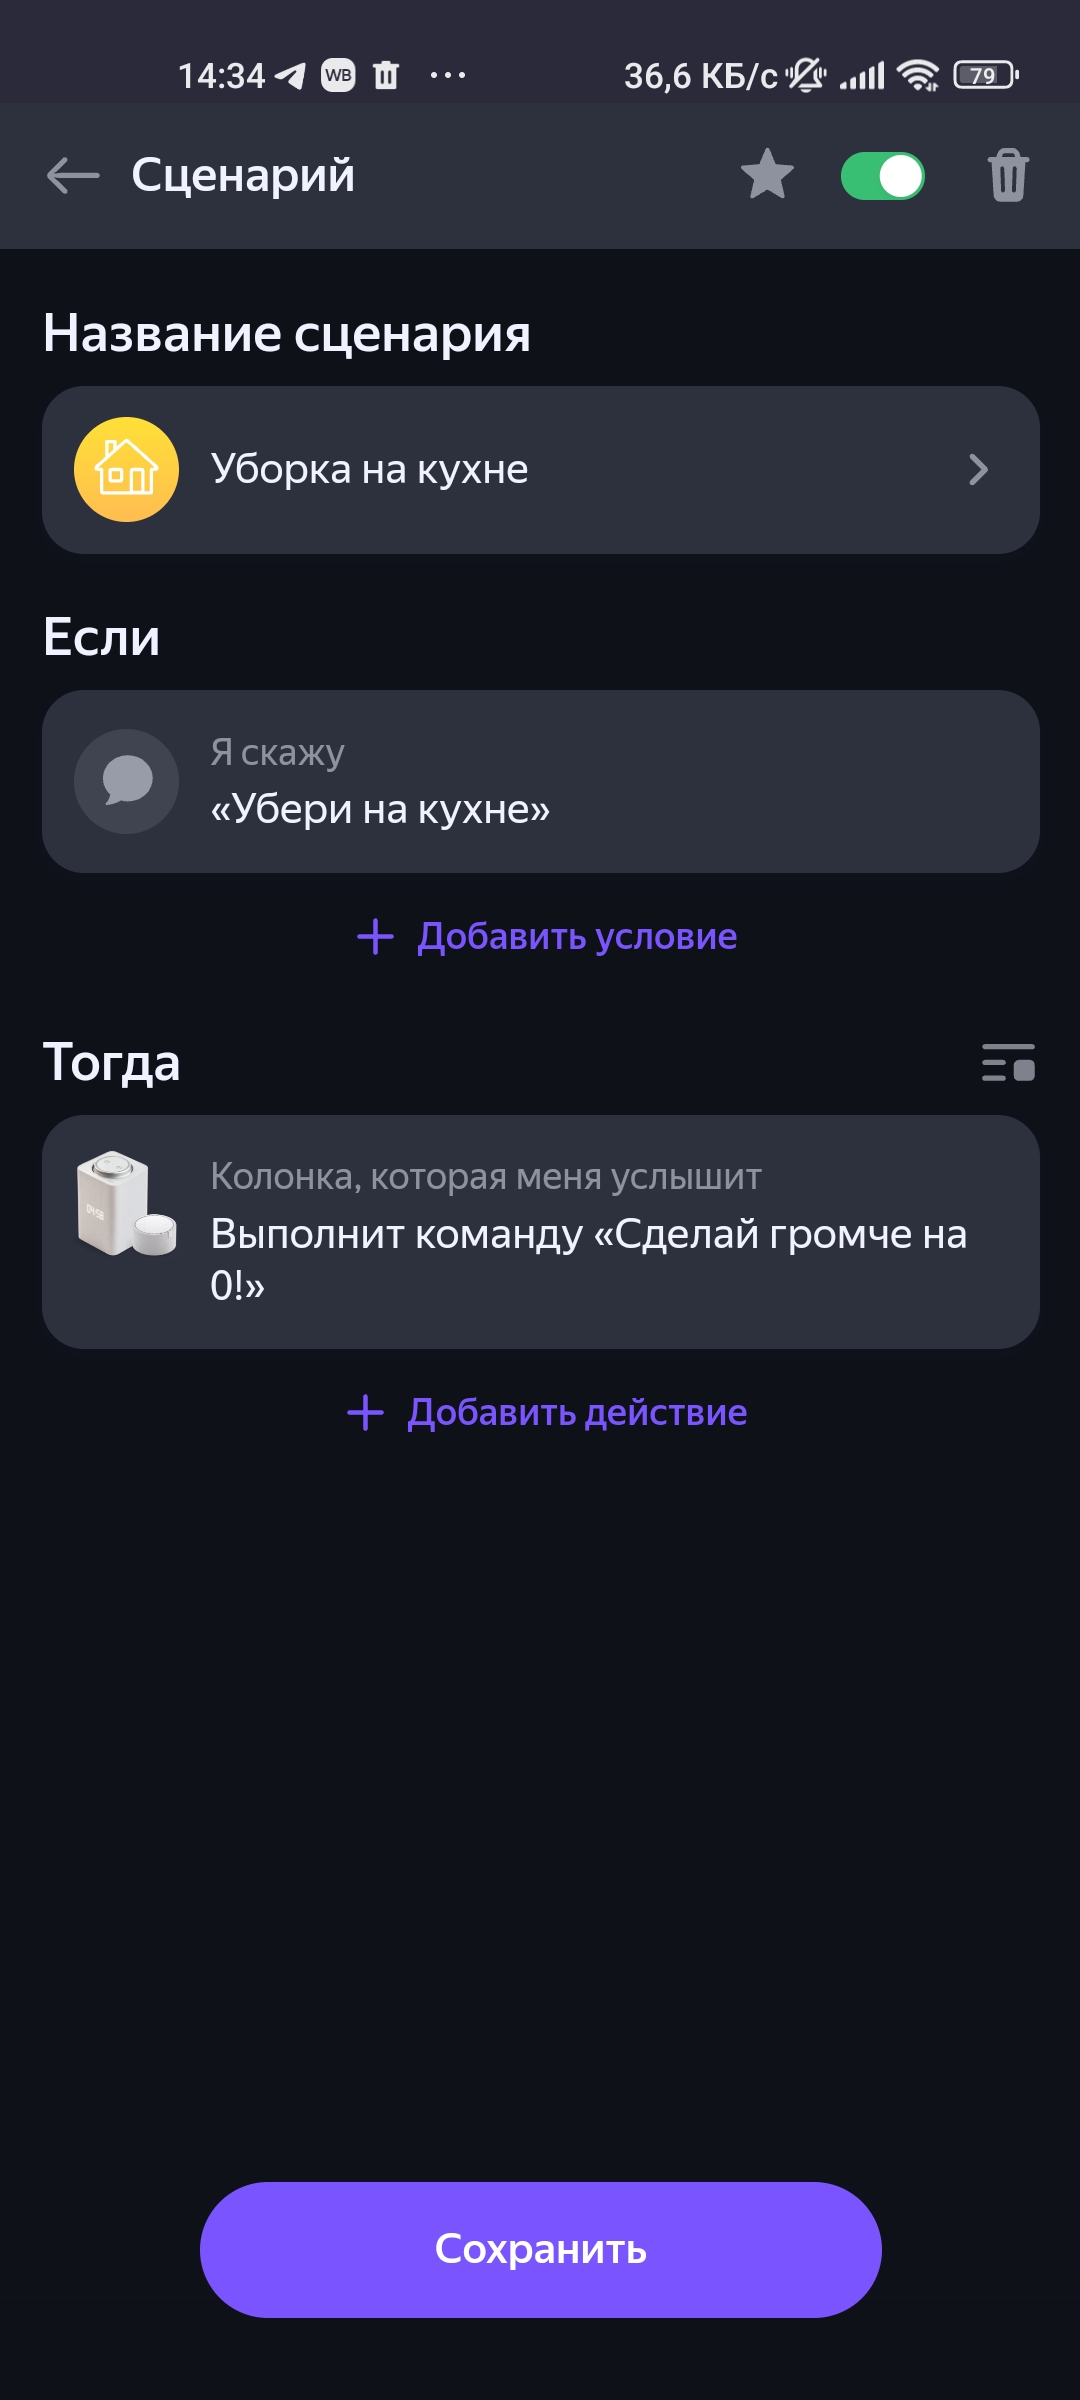 14:34 WB ... 36,6 КБ/с 79
Сценарий
Название сценария
Уборка на кухне
Если
Я скажу
«Убери на кухне»
+ Добавить условие
Тогда
Колонка, которая меня услышит
Выполнит команду «Сделай громче на
0!»
+ Добавить действие
Сохранить